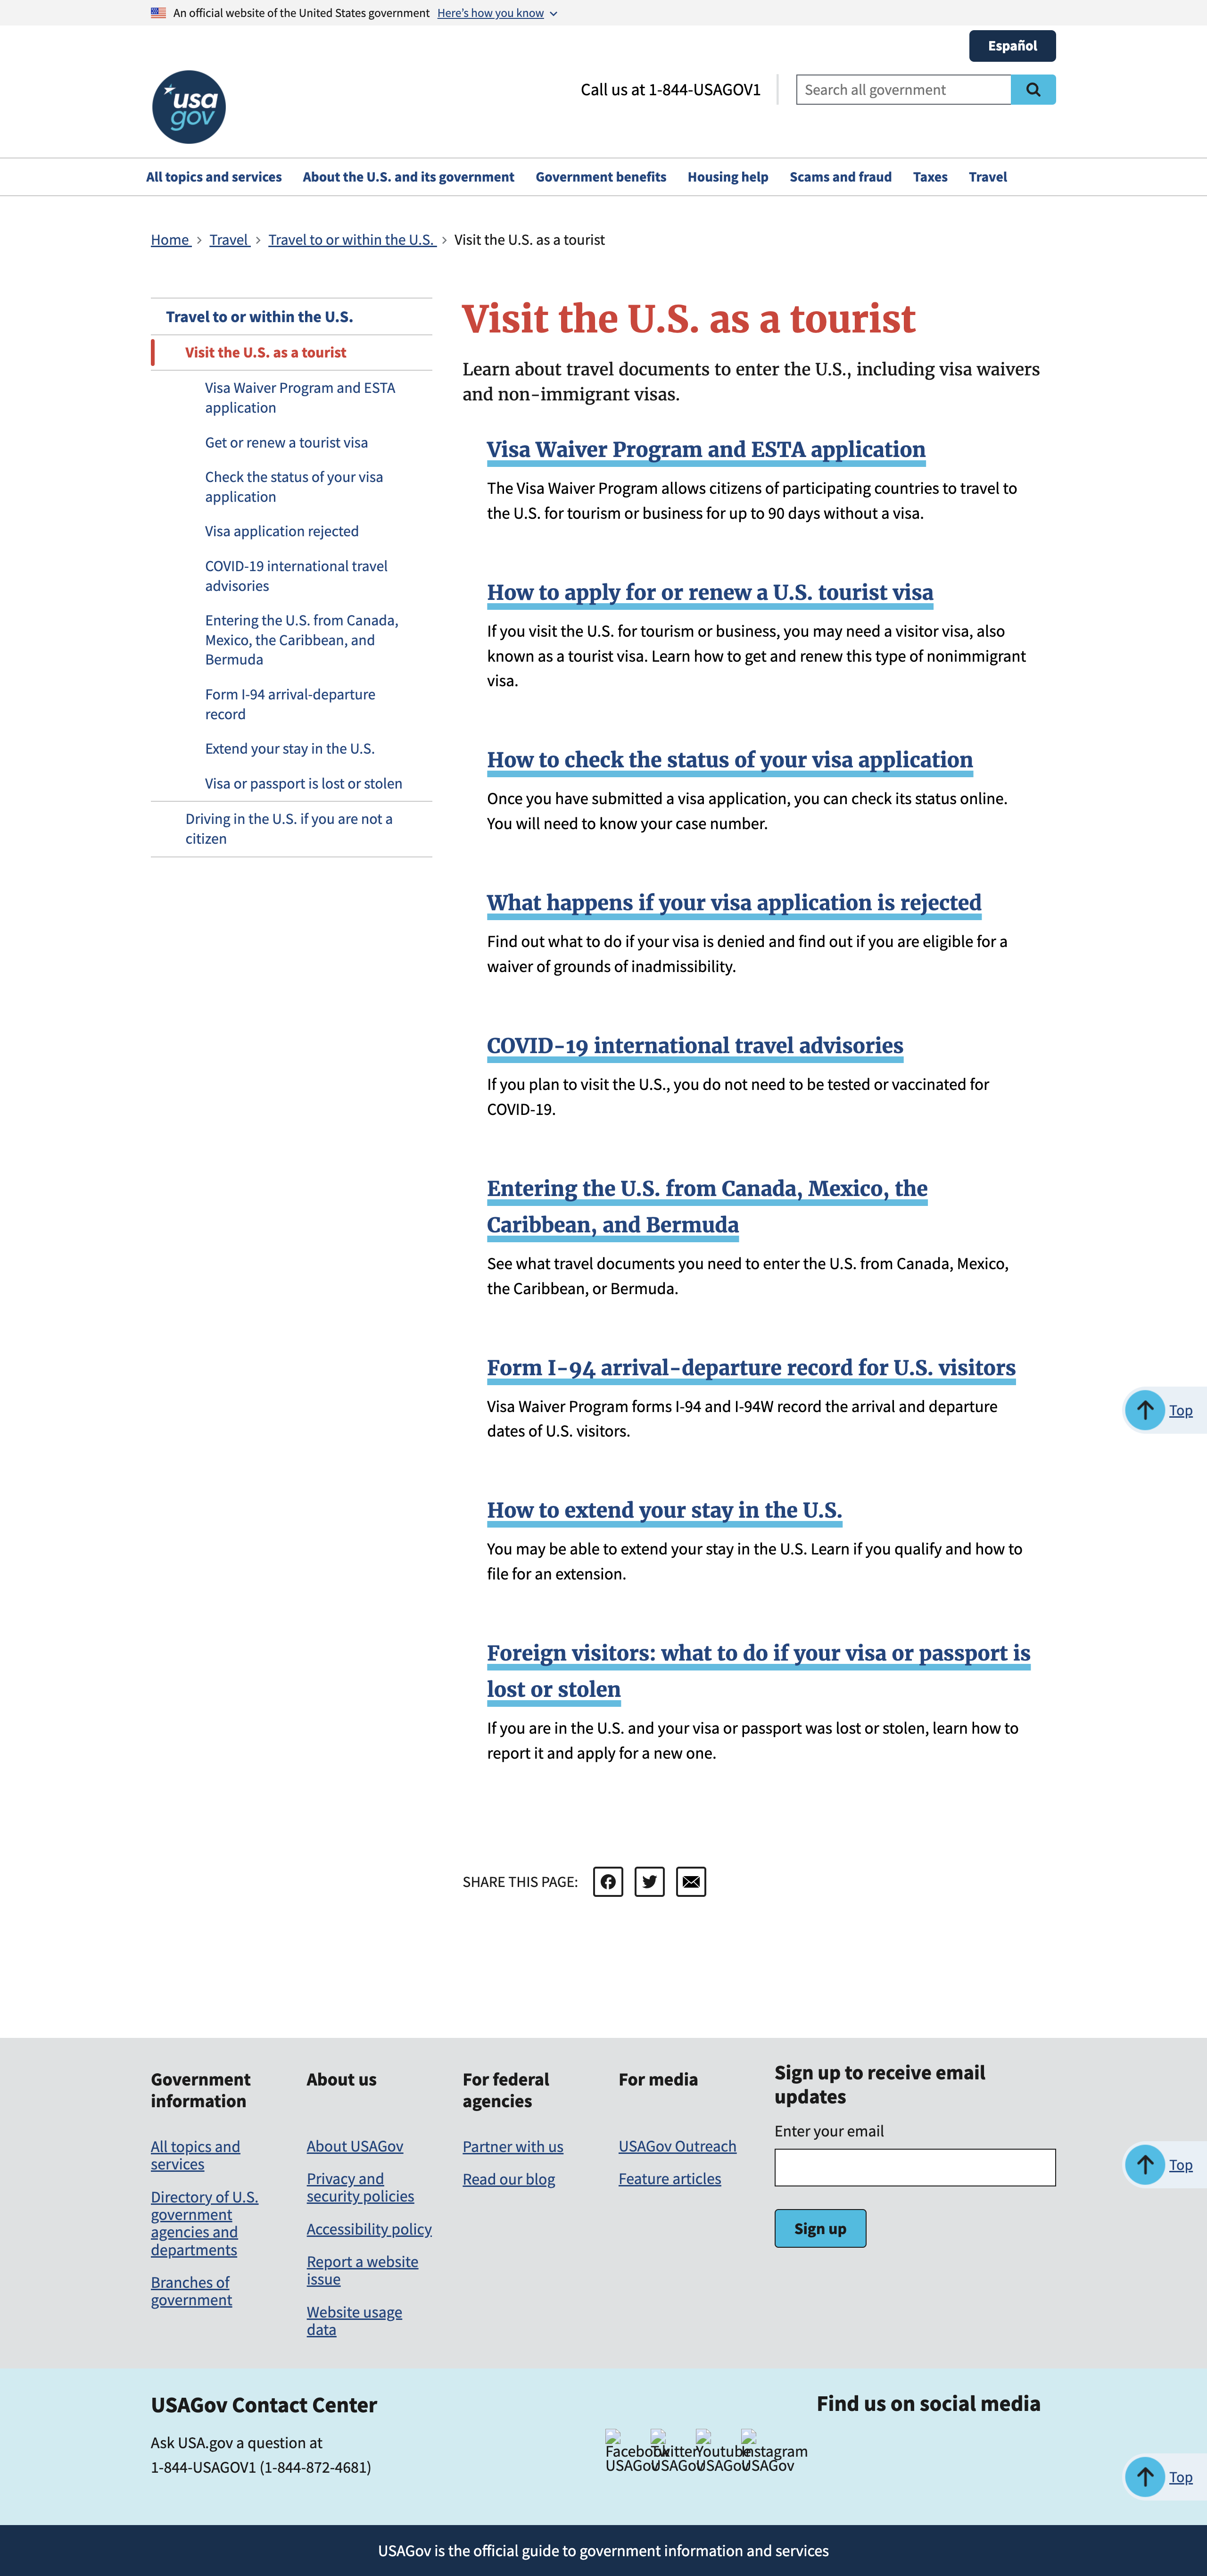 An official website of the United States government Here's how you know
Español
usa
gov
Call us at 1-844-USAGOV1
Search all government
All topics and services About the U.S. and its government Government benefits Housing help Scams and fraud Taxes Travel
Home Travel Travel to or within the U.S. Visit the U.S. as a tourist
Travel to or within the U.S.
Visit the U.S. as a tourist
Visa Waiver Program and ESTA
application
Get or renew a tourist visa
Check the status of your visa
application
Visa application rejected
COVID-19 international travel
advisories
Entering the U.S. from Canada,
Mexico, the Caribbean, and
Bermuda
Form I-94 arrival-departure
record
Extend your stay in the U.S.
Visa or passport is lost or stolen
Driving in the U.S. if you are not a
citizen
Visit the U.S. as a tourist
Learn about travel documents to enter the U.S., including visa waivers
and non-immigrant visas.
Visa Waiver Program and ESTA application
The Visa Waiver Program allows citizens of participating countries to travel to
the U.S. for tourism or business for up to 90 days without a visa.
How to apply for or renew a U.S. tourist visa
If you visit the U.S. for tourism or business, you may need a visitor visa, also
known as a tourist visa. Learn how to get and renew this type of nonimmigrant
visa.
How to check the status of your visa application
Once you have submitted a visa application, you can check its status online.
You will need to know your case number.
What happens if your visa application is rejected
Find out what to do if your visa is denied and find out if you are eligible for a
waiver of grounds of inadmissibility.
COVID-19 international travel advisories
If you plan to visit the U.S., you do not need to be tested or vaccinated for
COVID-19.
Entering the U.S. from Canada, Mexico, the
Caribbean, and Bermuda
See what travel documents you need to enter the U.S. from Canada, Mexico,
the Caribbean, or Bermuda.
Form I-94 arrival-departure record for U.S. visitors
Visa Waiver Program forms I-94 and I-94W record the arrival and departure
dates of U.S. visitors.
Top
How to extend your stay in the U.S.
You may be able to extend your stay in the U.S. Learn if you qualify and how to
file for an extension.
Foreign visitors: what to do if your visa or passport is
lost or stolen
If you are in the U.S. and your visa or passport was lost or stolen, learn how to
report it and apply for a new one.
SHARE THIS PAGE:
Government
information
All topics and
services
Directory of U.S.
government
agencies and
departments
Branches of
government
About us
About USAGov
Privacy and
security policies
Accessibility policy
Report a website
issue
Website usage
data
For federal
agencies
Partner with us
Read our blog
For media
USAGov Outreach
Feature articles
Sign up to receive email
updates
Enter your email
Sign up
Top
USAGov Contact Center
Ask USA.gov a question at
1-844-USAGOV1 (1-844-872-4681)
Find us on social media
Facebook Twitter Youtube Instagram
USAGov USAGov USAGov USAGov
Top
USAGov is the official guide to government information and services